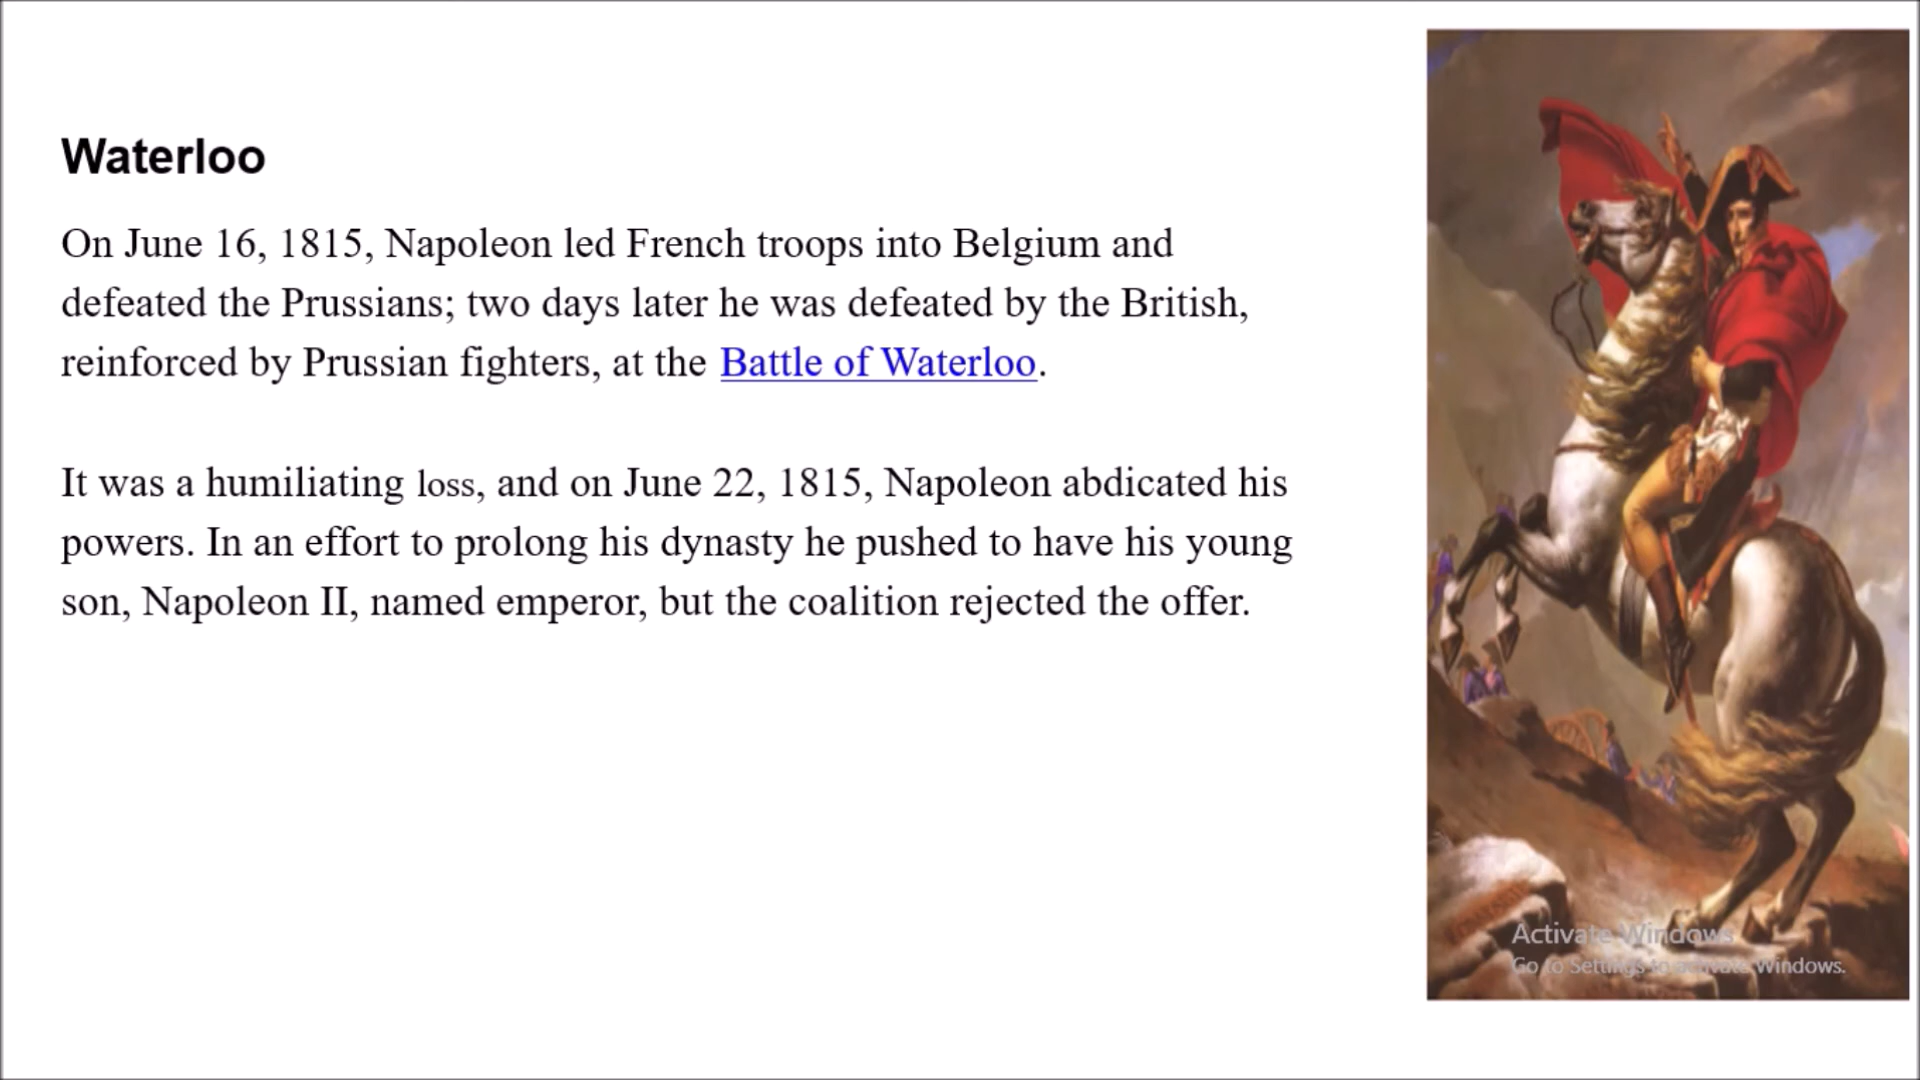 Waterloo
On June 16, 1815, Napoleon led French troops into Belgium and
defeated the Prussians; two days later he was defeated by the British,
reinforced by Prussian fighters, at the Battle of Waterloo.
It was a humiliating loss, and on June 22, 1815, Napoleon abdicated his
powers. In an effort to prolong his dynasty he pushed to have his young
son, Napoleon II, named emperor, but the coalition rejected the offer.
Activate Windows
Go to Settings to activate Windows.